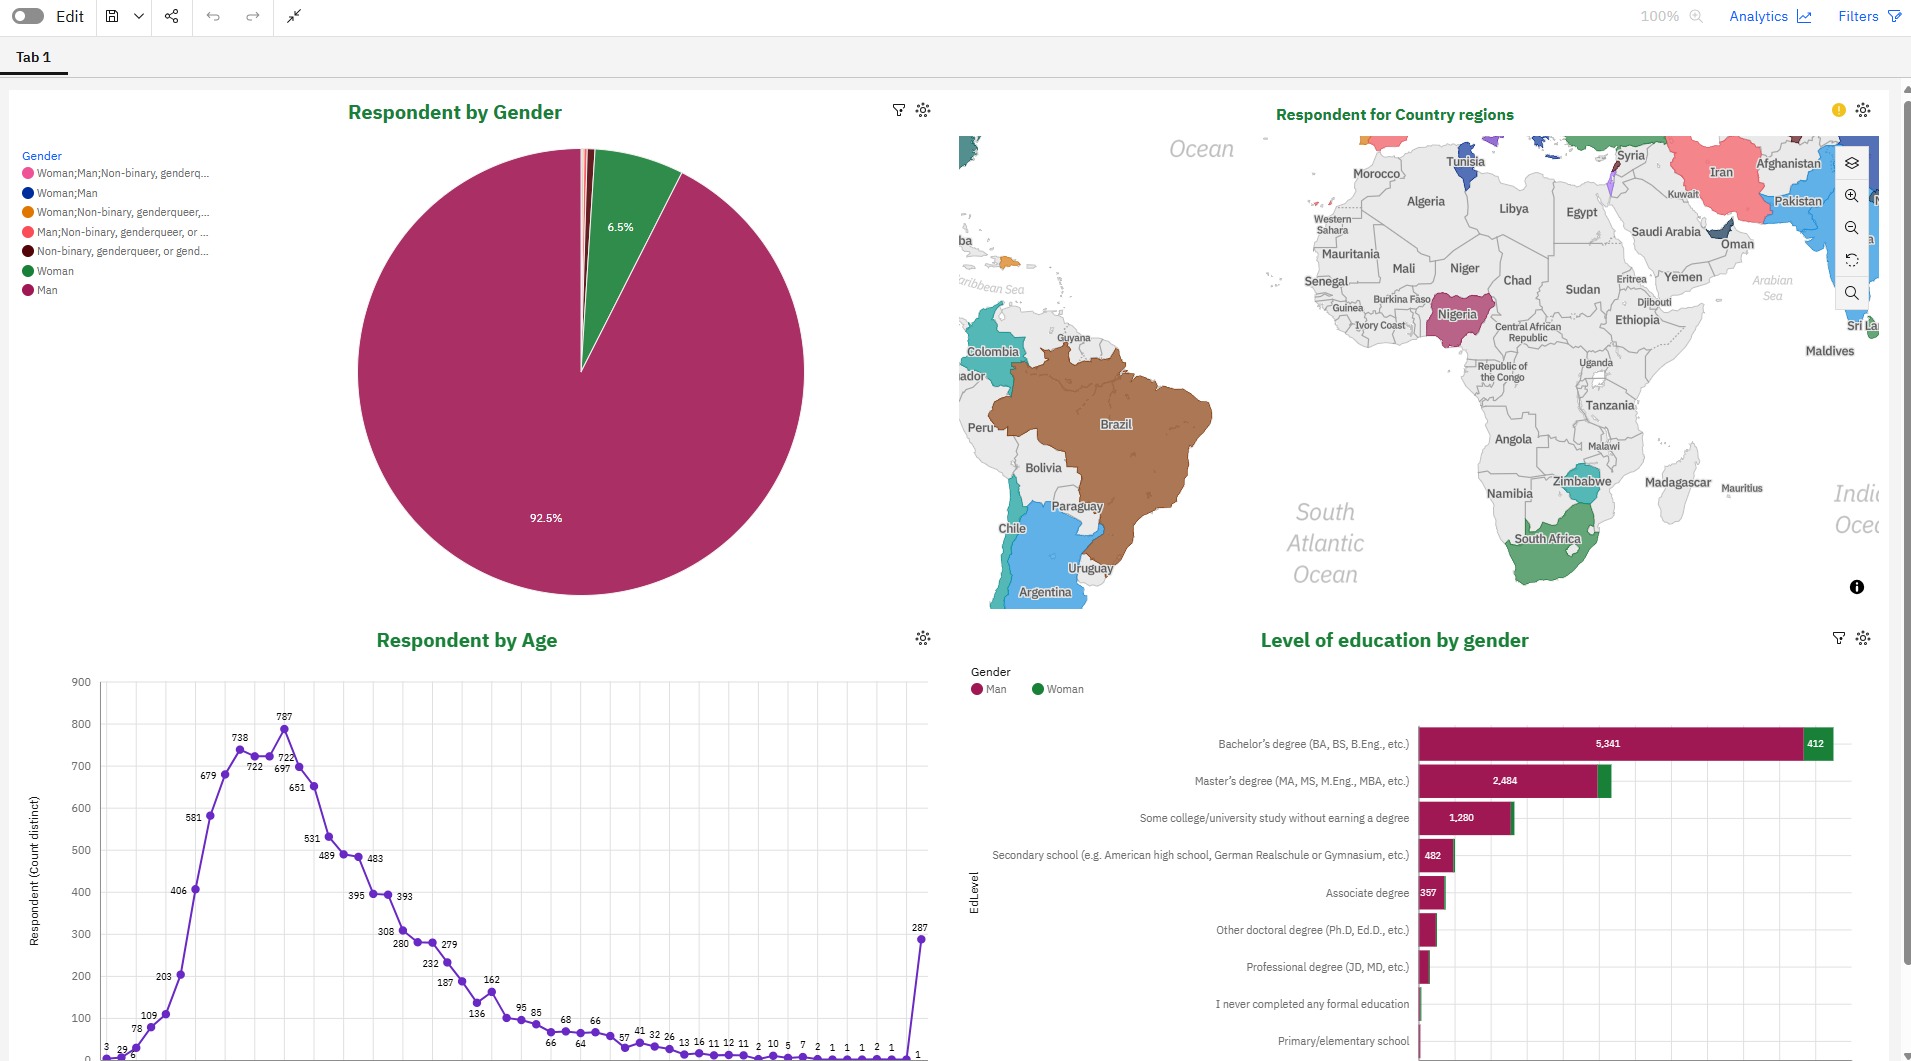 Edit
100%
Analytics
Filters
Tab 1
Respondent by Gender
Gender
Woman;Man;Non-binary, genderq...
Woman;Man
Woman;Non-binary, genderqueer,...
Man;Non-binary, genderqueer, or ...
Non-binary, genderqueer, or gend...
Woman
Man
6.5%
92.5%
Respondent for Country regions
Ocean
Tunisia
Syria
Afghanistan
Morocco
Iran
Algeria
Libya
Egypt
Kuwait
Pakistan
Western
Sahara
Saudi Arabia
Oman
ba
Mauritania
Mali
Niger
Chad
Yemen
Senegal
Eritrea
Arabian
Sea
aribbean Sea
Burkina Faso
Sudan
Djibouti
Guinea
Nigeria
Ethiopia
Ivory Coast
Central African
Republic
Sri La
Guyana
Colombia
Maldives
ador
Republic of
the Congo
Uganda
Tanzania
Brazil
Peru
Angola
Malawi
Bolivia
Zimbabwe
Madagascar
Mauritius
Namibia
Indi
Ocea
Paraguay
South
Atlantic
Ocean
Chile
South Africa
Uruguay
Argentina
Respondent by Age
Respondent (Count distinct)
900
800
700
600
500
400
300
200
100
0
3
29
6
78
109
203
406
581
679
738
722
722
787
697
651
531
489
483
395
393
308
280
279
232
187
136
162
95
85
66
68
64
66
57
41
32
26
13
16
11
12
11
2
10
5
7
2
1
1
1
2
1
1
287
Level of education by gender
Gender
Man
Woman
EdLevel
Bachelor’s degree (BA, BS, B.Eng., etc.)
5,341
412
Master’s degree (MA, MS, M.Eng., MBA, etc.)
2,484
Some college/university study without earning a degree
1,280
Secondary school (e.g. American high school, German Realschule or Gymnasium, etc.)
482
Associate degree
357
Other doctoral degree (Ph.D, Ed.D., etc.)
Professional degree (JD, MD, etc.)
I never completed any formal education
Primary/elementary school